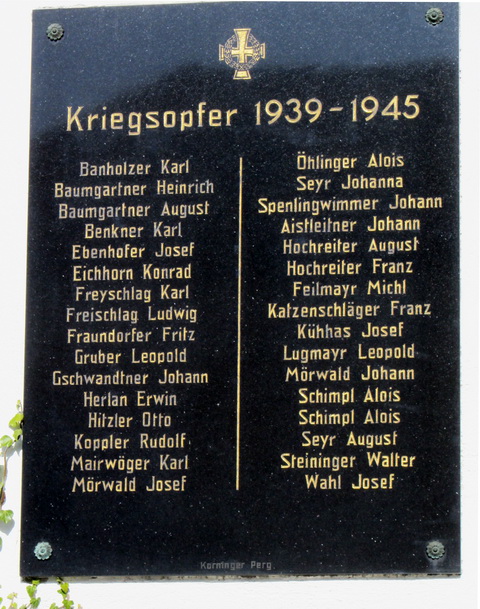 Kriegsopfer 1939-1945
Banholzer Karl
Baumgartner Heinrich
Baumgartner August
Benkner Karl
Ebenhofer Josef
Eichhorn Konrad
Freyschlag Karl
Freischlag Ludwig
Fraundorfer Fritz
Gruber Leopold
Gschwandtner Johann
Herlan Erwin
Hitzler Otto
Koppler Rudolf
Mairwöger Karl
Mörwald Josef
Öhlinger Alois
Seyr Johanna
Spenlingwimmer Johann
Aistleitner Johann
Hochreiter August
Hochreiter Franz
Feilmayr Michl
Katzenschläger Franz
Kühhas Josef
Lugmayr Leopold
Mörwald Johann
Schimpl Alois
Schimpl Alois
Seyr August
Steininger Walter
Wahl Josef
Korninger Perg